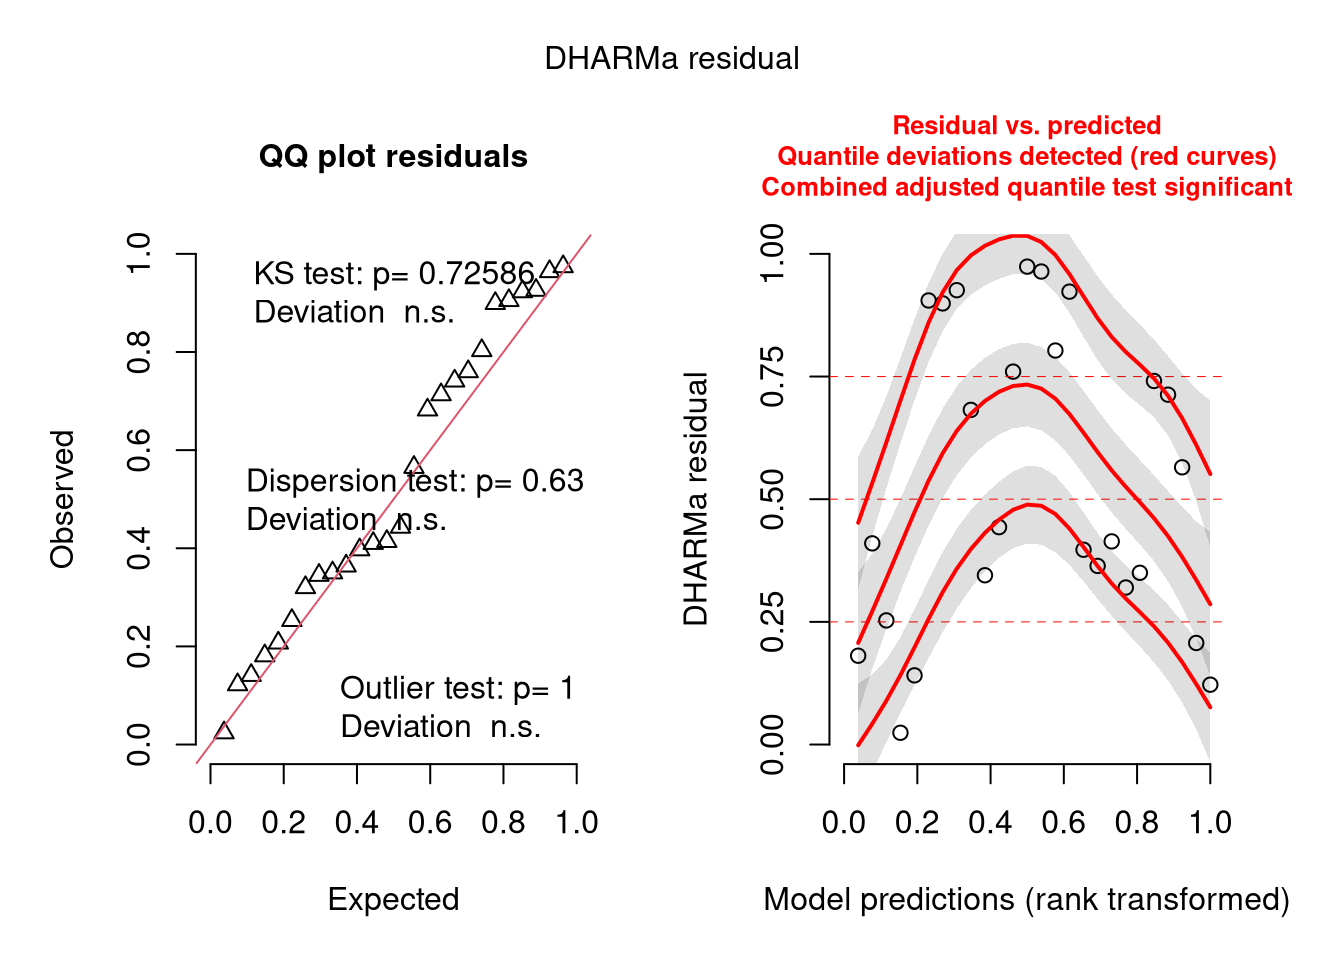 DHARMa residual
QQ plot residuals
Observed
1.0
0.8
0.6
0.4
0.2
0.0
KS test: p= 0.72586
Deviation  n.s.
Dispersion test: p= 0.63
Deviation  n.s.
Outlier test: p= 1
Deviation  n.s.
0.0 0.2 0.4 0.6 0.8 1.0
Expected
Residual vs. predicted
Quantile deviations detected (red curves)
Combined adjusted quantile test significant
DHARMa residual
1.00
0.75
0.50
0.25
0.00
0.0 0.2 0.4 0.6 0.8 1.0
Model predictions (rank transformed)